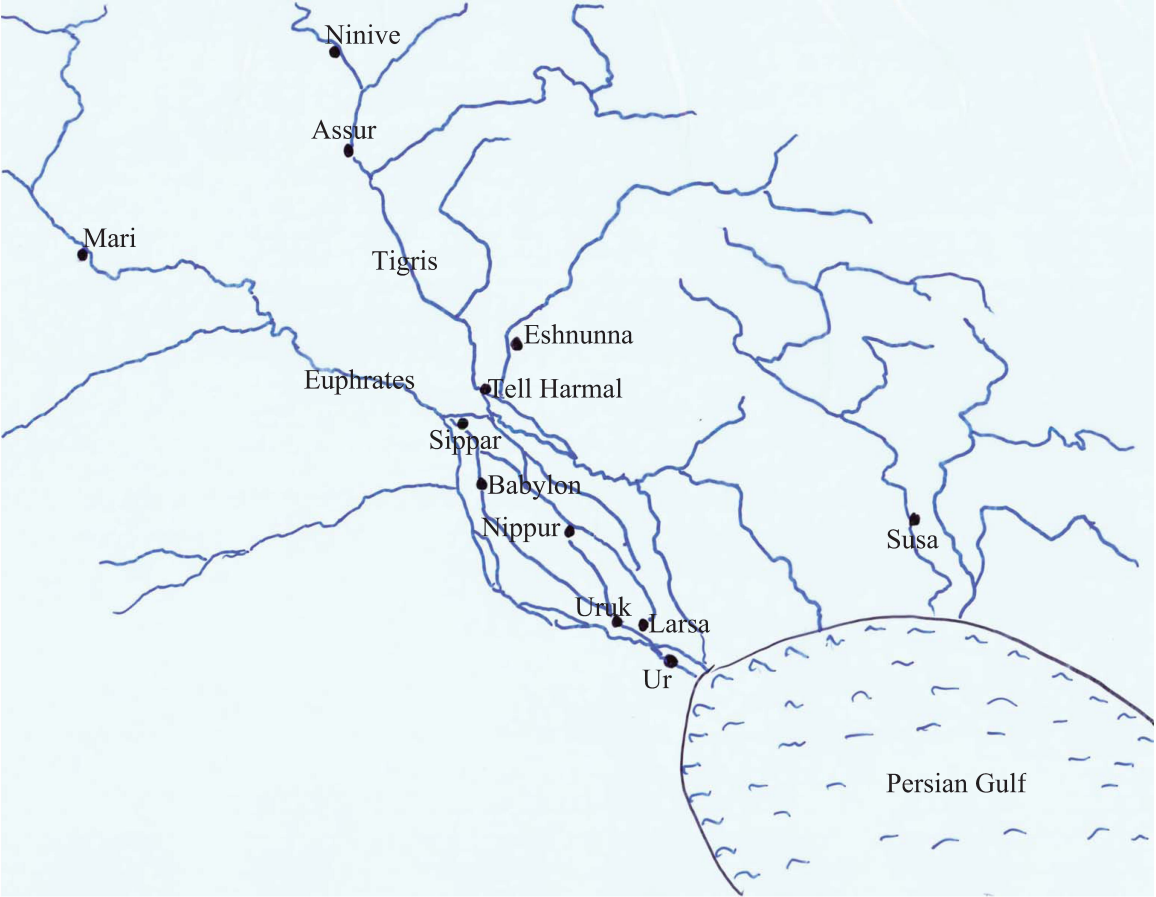 Ninive
Assur
Mari
Tigris
Eshnunna
Euphrates
Tell Harmal
Sippar
Babylon
Nippur
Susa
Uruk
Larsa
Ur
Persian Gulf